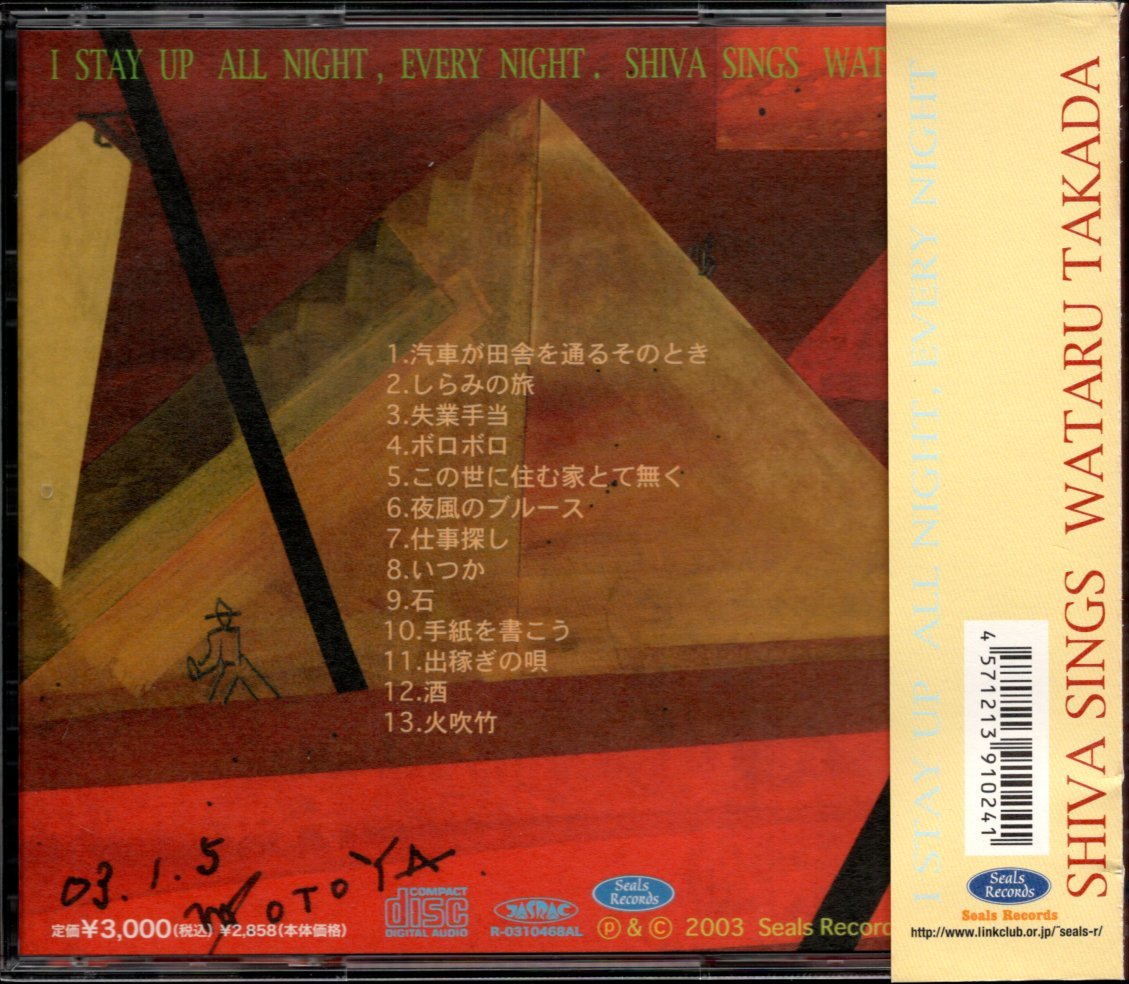 I STAY UP ALL NIGHT, EVERY NIGHT. SHIVA SINGS WAT
1.汽車が田舎を通るそのとき
2.しらみの旅
3.失業手当
4.ボロボロ
5.この世に住む家とて無く
6.夜風のブルース
7.仕事探し
8.いつか
9.石
10.手紙を書こう
11.出稼ぎの唄
12.酒
13.火吹竹
03.1.5
MOTOYA.
定価¥3,000(税込) ¥2,858(本体価格)
COMPACT
disc
DIGITAL AUDIO
JASRAC
R-0310468AL
Seals
Records
Ⓟ & © 2003 Seals Recor
I STAY UP ALL NIGHT, EVERY NIGHT
SHIVA SINGS WATARU TAKADA
4 571213 910241
Seals
Records
Seals Records
http://www.linkclub.or.jp/~seals-r/